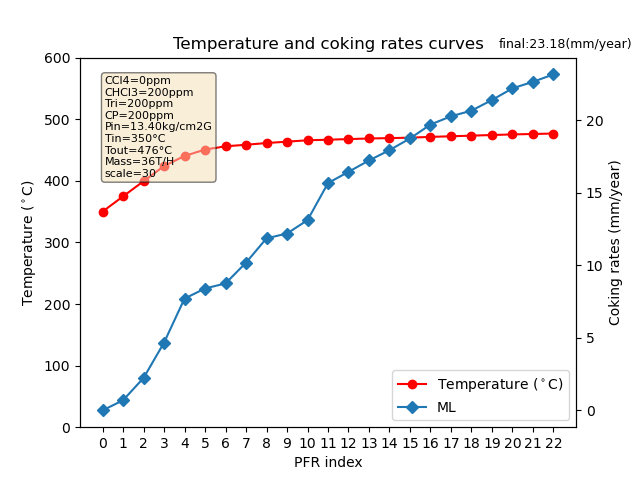 Temperature and coking rates curves
final:23.18(mm/year)
CCl4=0ppm
CHCl3=200ppm
Tri=200ppm
CP=200ppm
Pin=13.40kg/cm2G
Tin=350°C
Tout=476°C
Mass=36T/H
scale=30
600
500
400
300
200
100
0
Temperature (°C)
20
15
10
5
0
Coking rates (mm/year)
Temperature (°C)
ML
0 1 2 3 4 5 6 7 8 9 10 11 12 13 14 15 16 17 18 19 20 21 22
PFR index